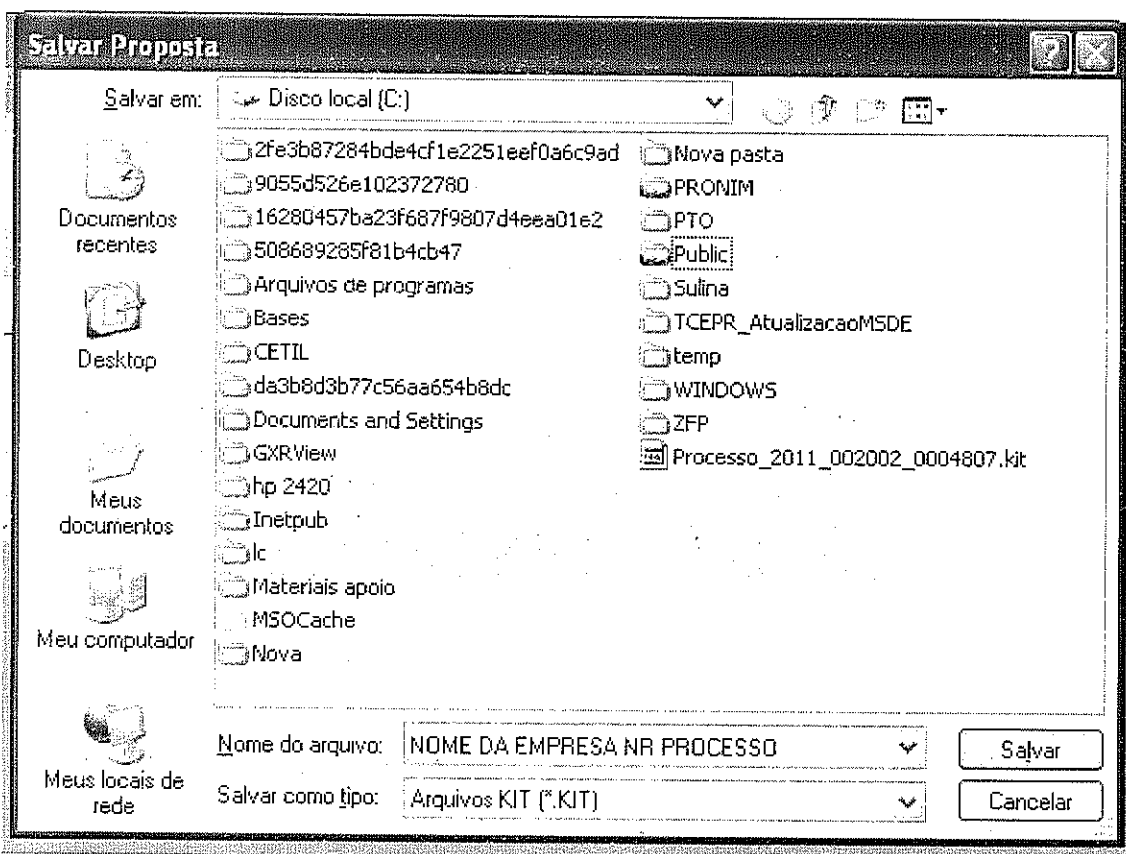 Salvar Proposta
Salvar em: Disco local (C:)
Documentos recentes
Desktop
Meus documentos
Meu computador
Meus locais de rede
2fe3b87284bde4cf1e2251eef0a6c9ad
9055d526e102372780
16280457ba23f687f9807d4eea01e2
508689285f81b4cb47
Arquivos de programas
Bases
CETIL
da3b8d3b77c56aa654b8dc
Documents and Settings
GXRView
hp 2420
Inetpub
lc
Materiais apoio
MSOCache
Nova
Nova pasta
PRONIM
PTO
Public
Sulina
TCEPR_AtualizacaoMSDE
temp
WINDOWS
ZFP
Processo_2011_002002_0004807.kit
Nome do arquivo: NOME DA EMPRESA NR PROCESSO
Salvar
Salvar como tipo: Arquivos KIT (*.KIT)
Cancelar